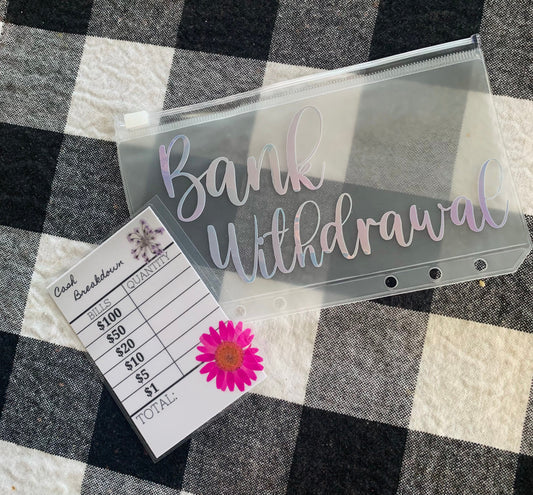 Bank
Withdrawal
Cash
Breakdown
BILLS QUANTITY
$100
$50
$20
$10
$5
$1
TOTAL: